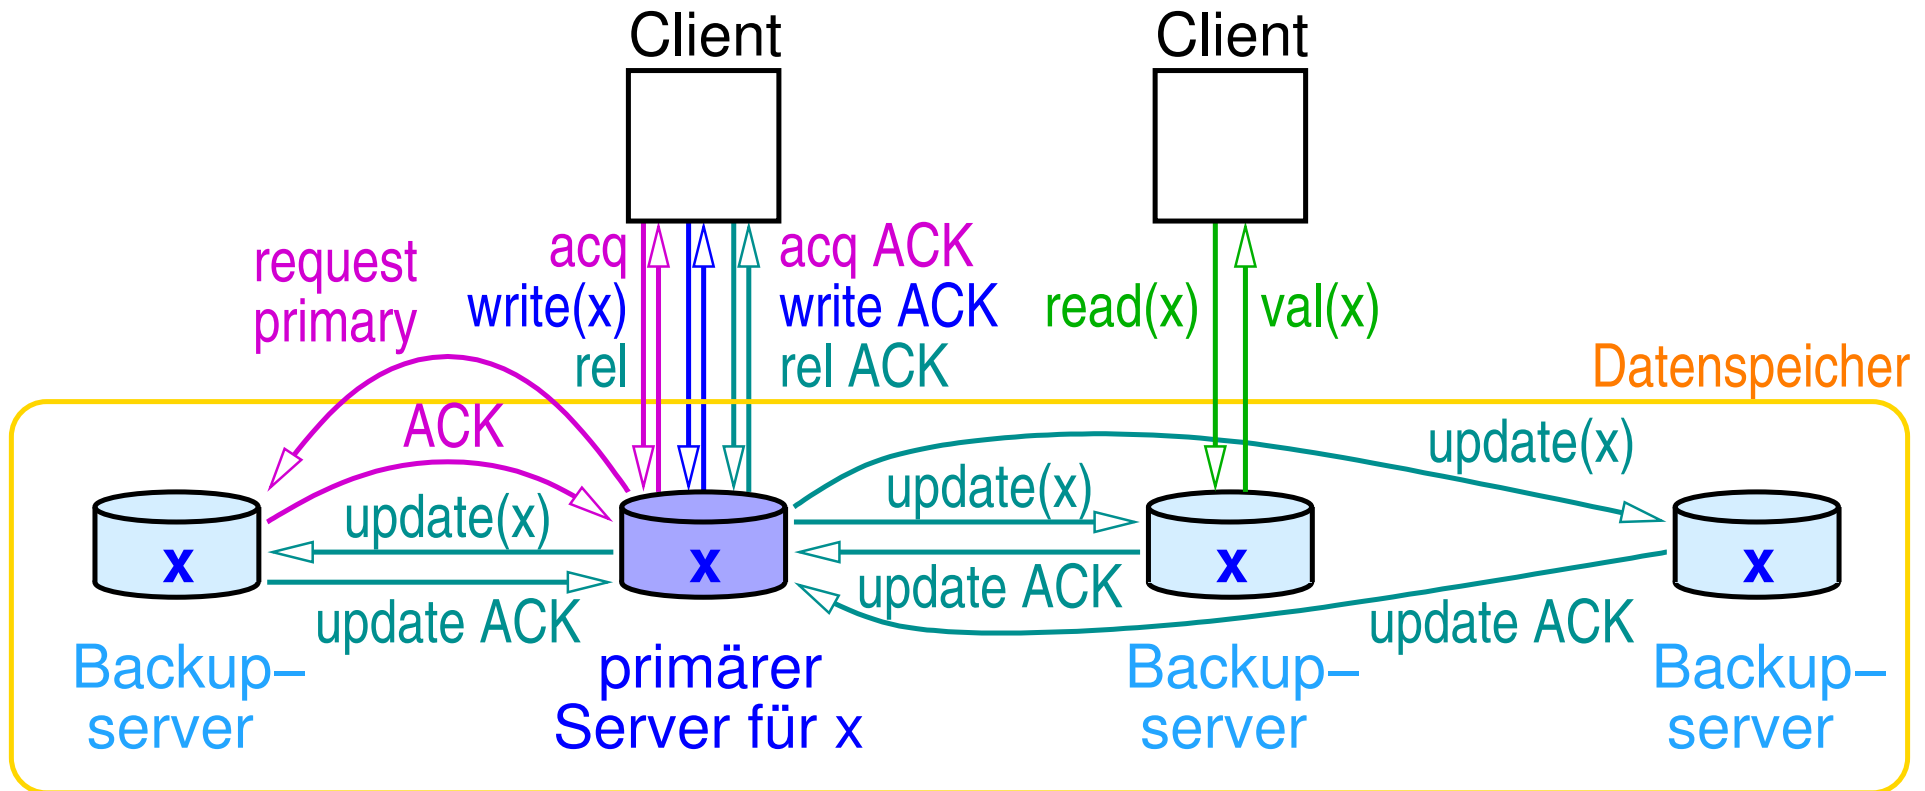 Client
Client
request
primary
acq
write(x)
rel
acq ACK
write ACK
rel ACK
read(x)
val(x)
Datenspeicher
ACK
update(x)
update(x)
update(x)
x
x
x
x
update ACK
update ACK
update ACK
Backup–
server
primärer
Server für x
Backup–
server
Backup–
server